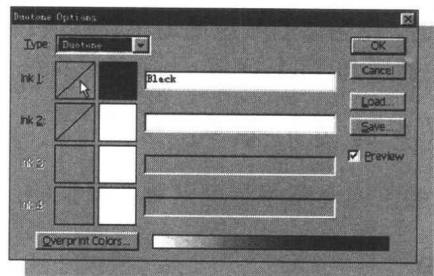 Duotone Options
Type Duotone
OK
Ink 1: Black
Cancel
Ink 2:
Load...
Save...
Ink 3:
Preview
Ink 4:
Overprint Colors...